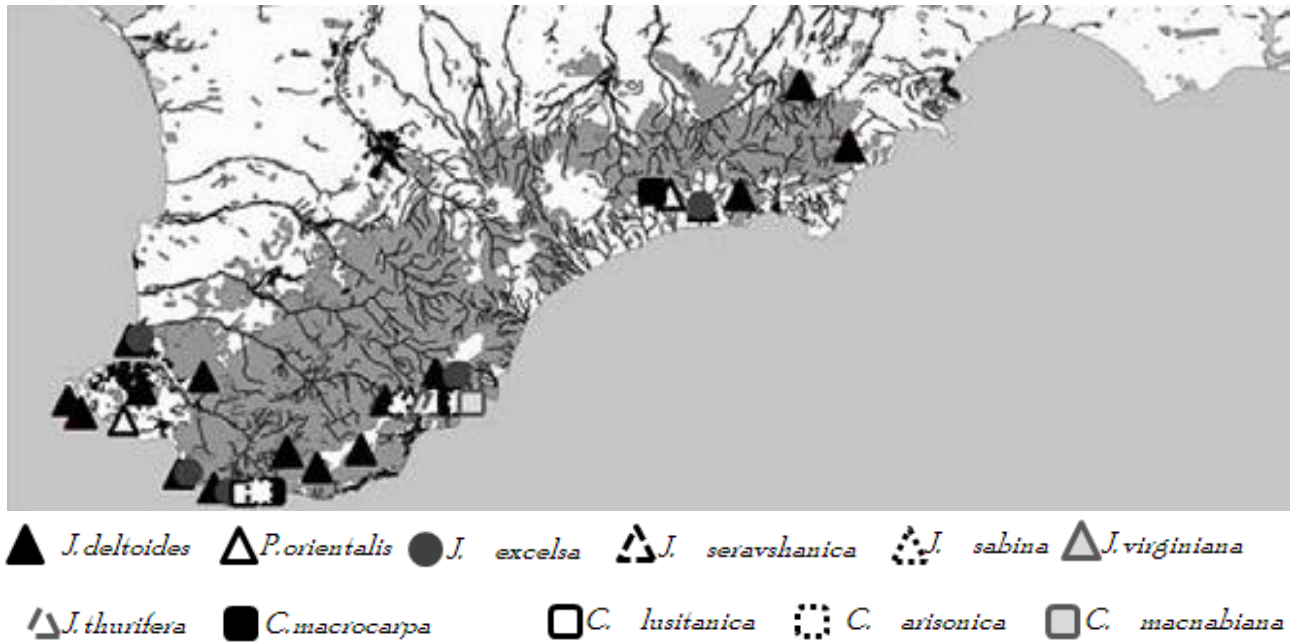 J. deltoides P. orientalis J. excelsa J. seravshanica J. sabina J. virginiana
J. thurifera C. macrocarpa C. lusitanica C. arisonica C. macnabiana